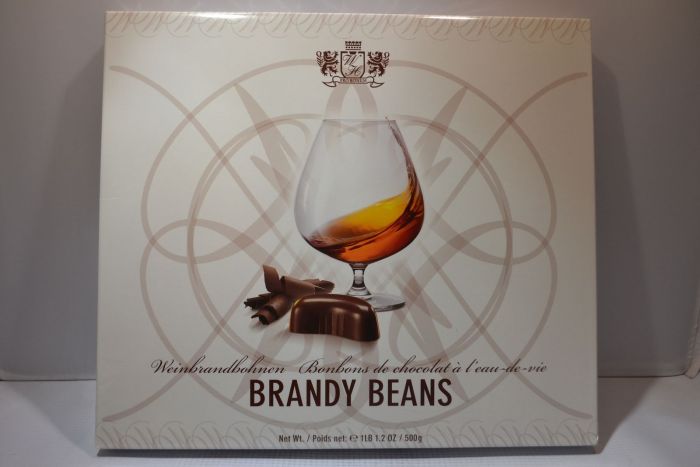 W
H
Weinbrandbohnen Bonbons de chocolat à l'eau-de-vie
BRANDY BEANS
Net Wt. / Poids net: ℮ 1LB 1.2 OZ / 500g